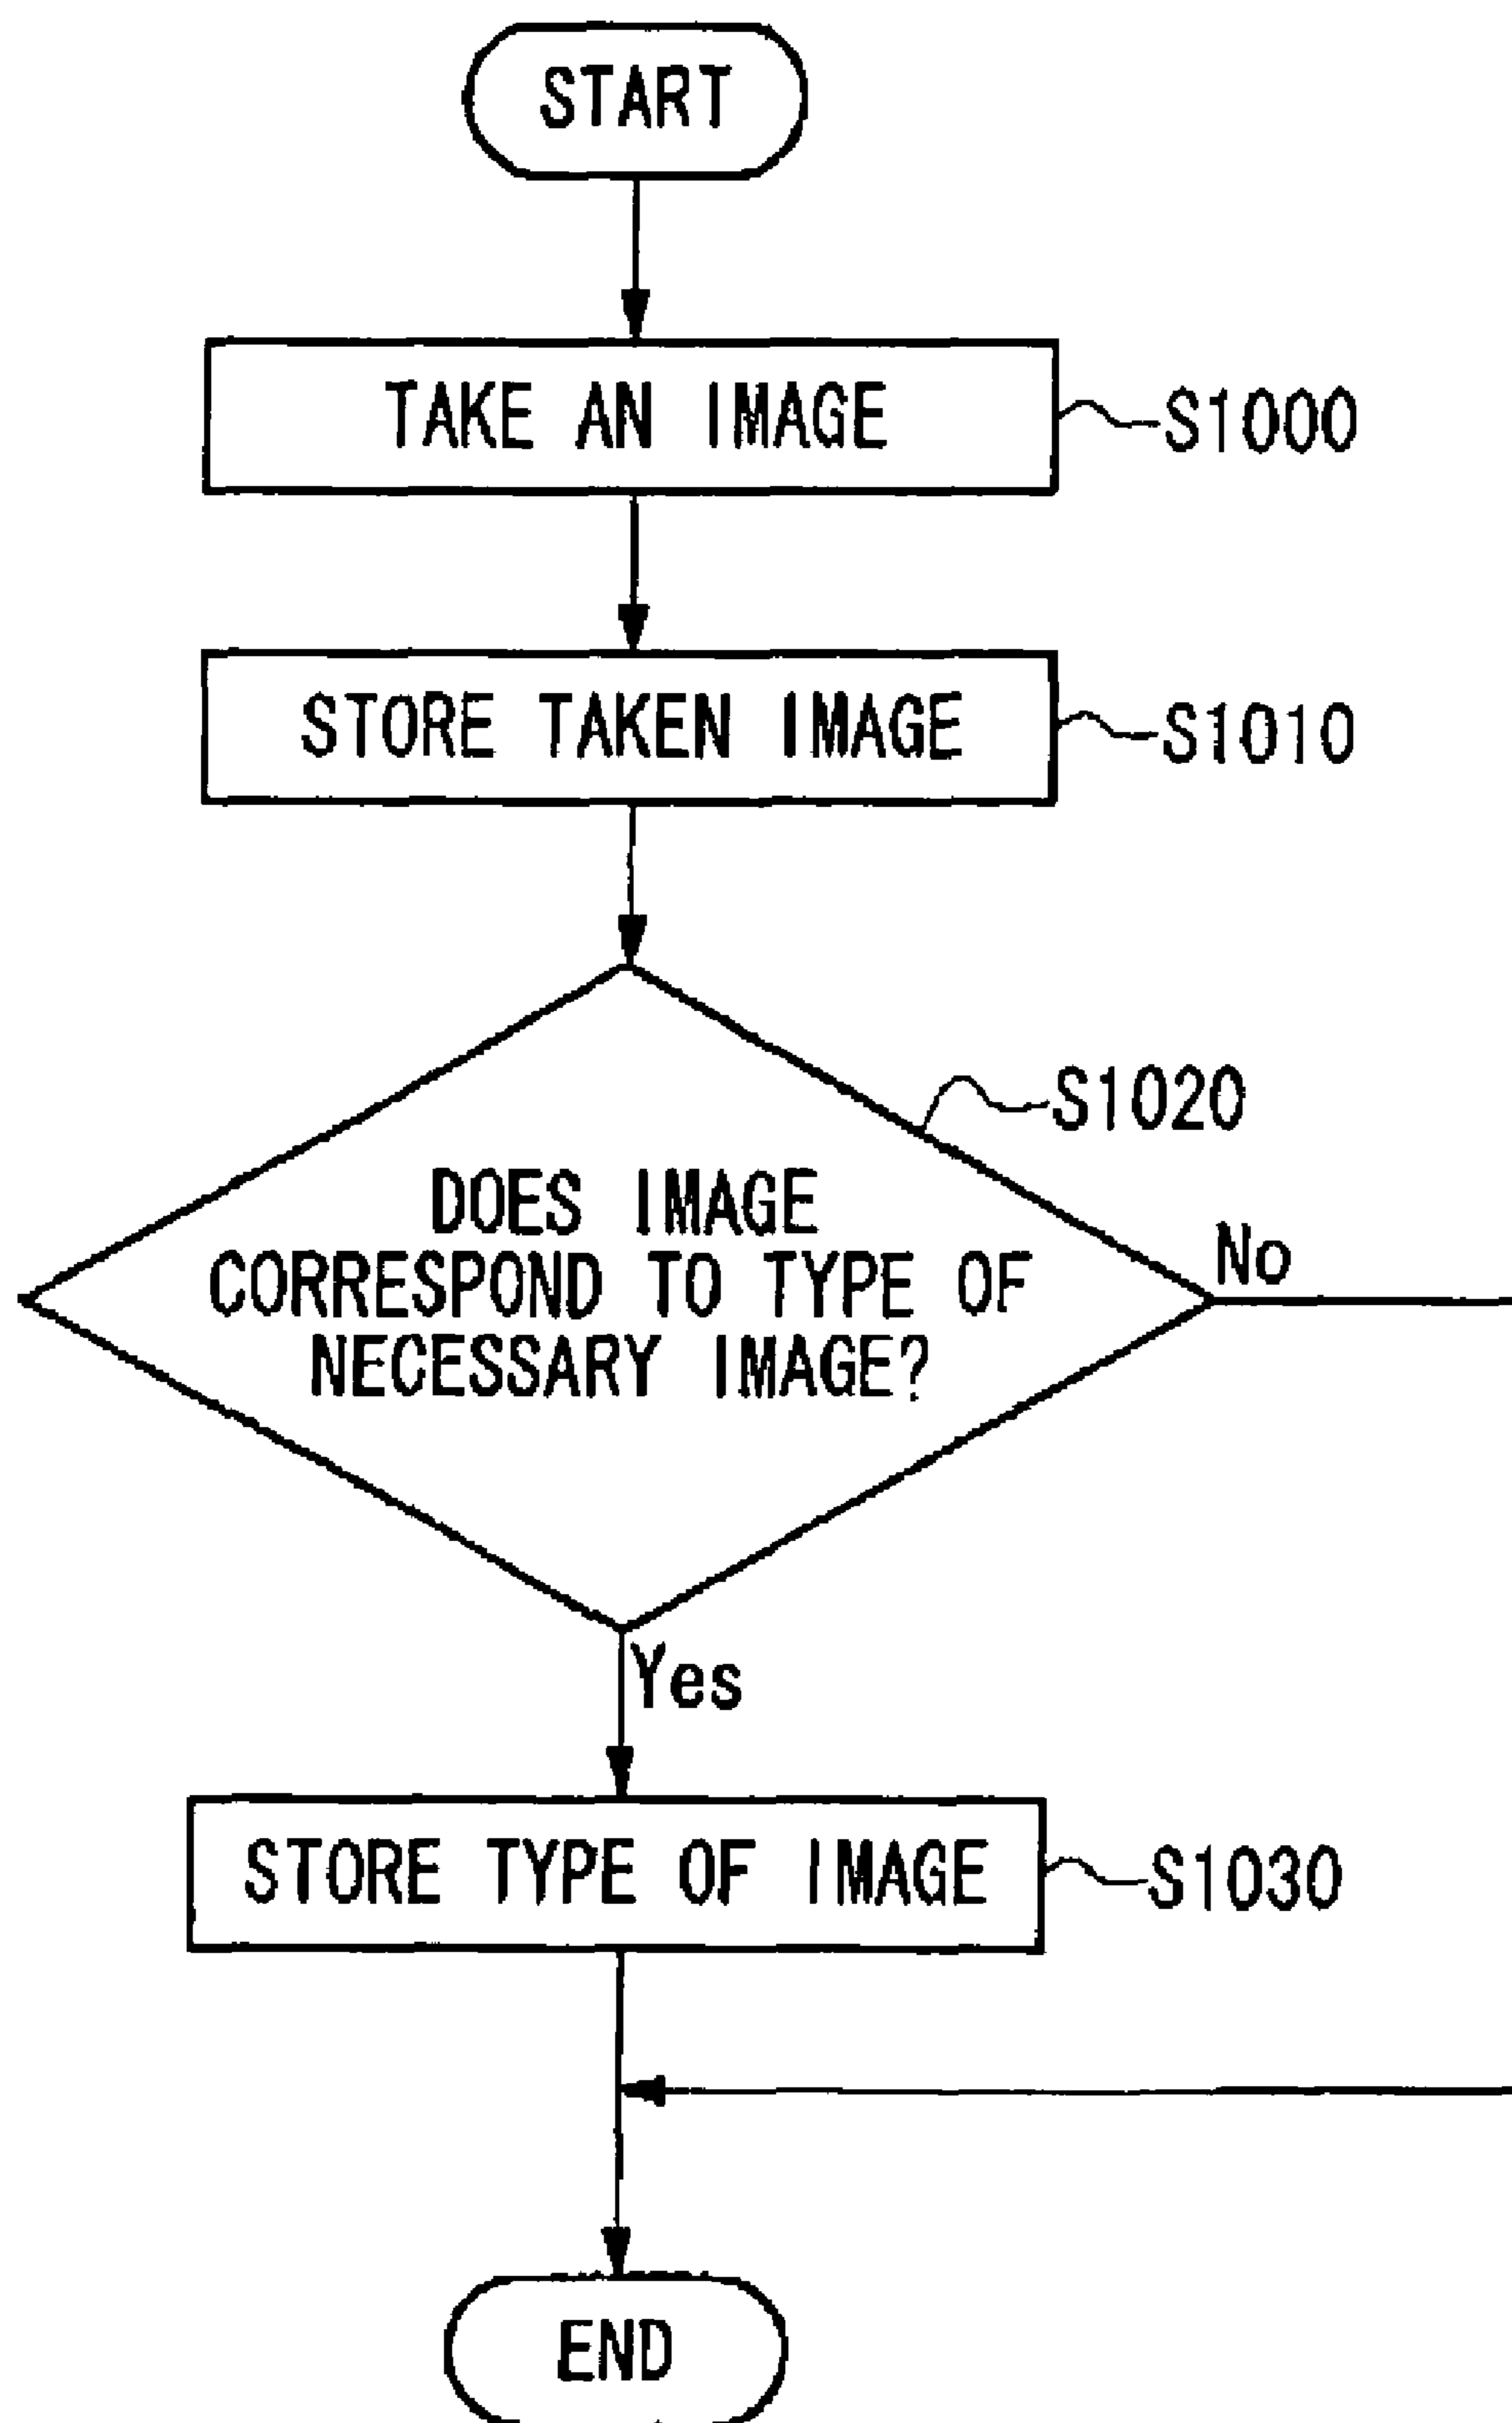 START
TAKE AN IMAGE
S1000
STORE TAKEN IMAGE
S1010
S1020
DOES IMAGE
CORRESPOND TO TYPE OF
NECESSARY IMAGE?
No
Yes
STORE TYPE OF IMAGE
S1030
END